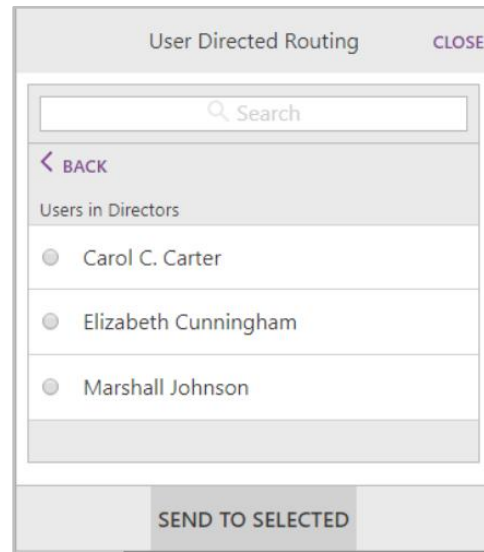 User Directed Routing CLOSE
Search
BACK
Users in Directors
Carol C. Carter
Elizabeth Cunningham
Marshall Johnson
SEND TO SELECTED